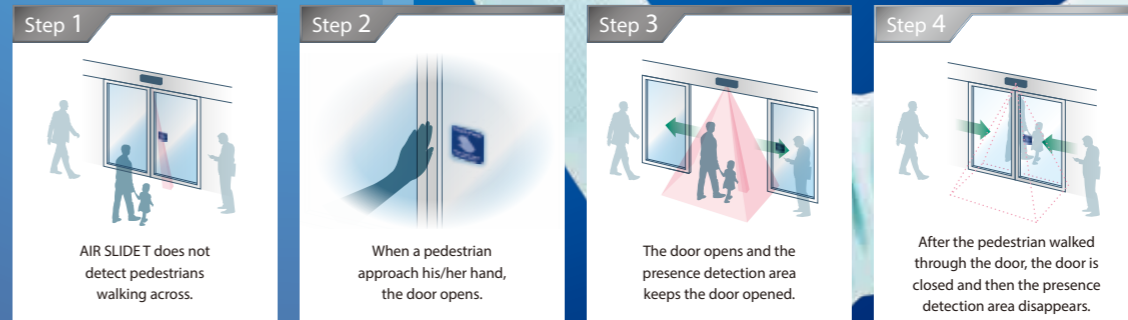 Step 1
AIR SLIDE T does not
detect pedestrians
walking across.
Step 2
When a pedestrian
approach his/her hand,
the door opens.
Step 3
The door opens and the
presence detection area
keeps the door opened.
Step 4
After the pedestrian walked
through the door, the door is
closed and then the presence
detection area disappears.